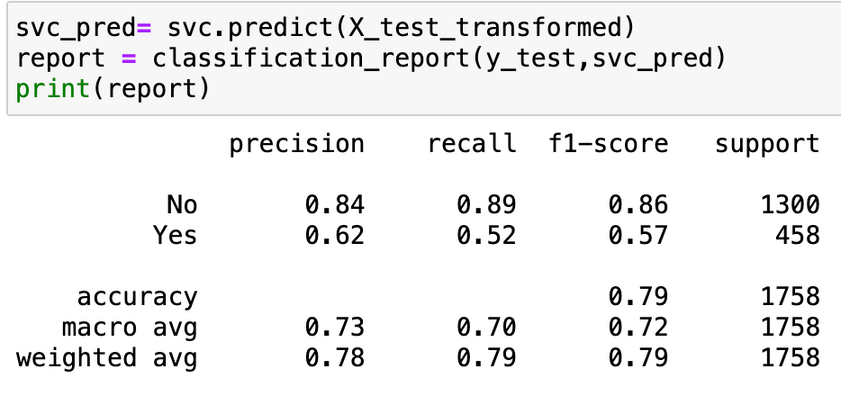 svc_pred= svc.predict(X_test_transformed)
report = classification_report(y_test,svc_pred)
print(report)
precision recall f1-score support
No 0.84 0.89 0.86 1300
Yes 0.62 0.52 0.57 458
accuracy 0.79 1758
macro avg 0.73 0.70 0.72 1758
weighted avg 0.78 0.79 0.79 1758